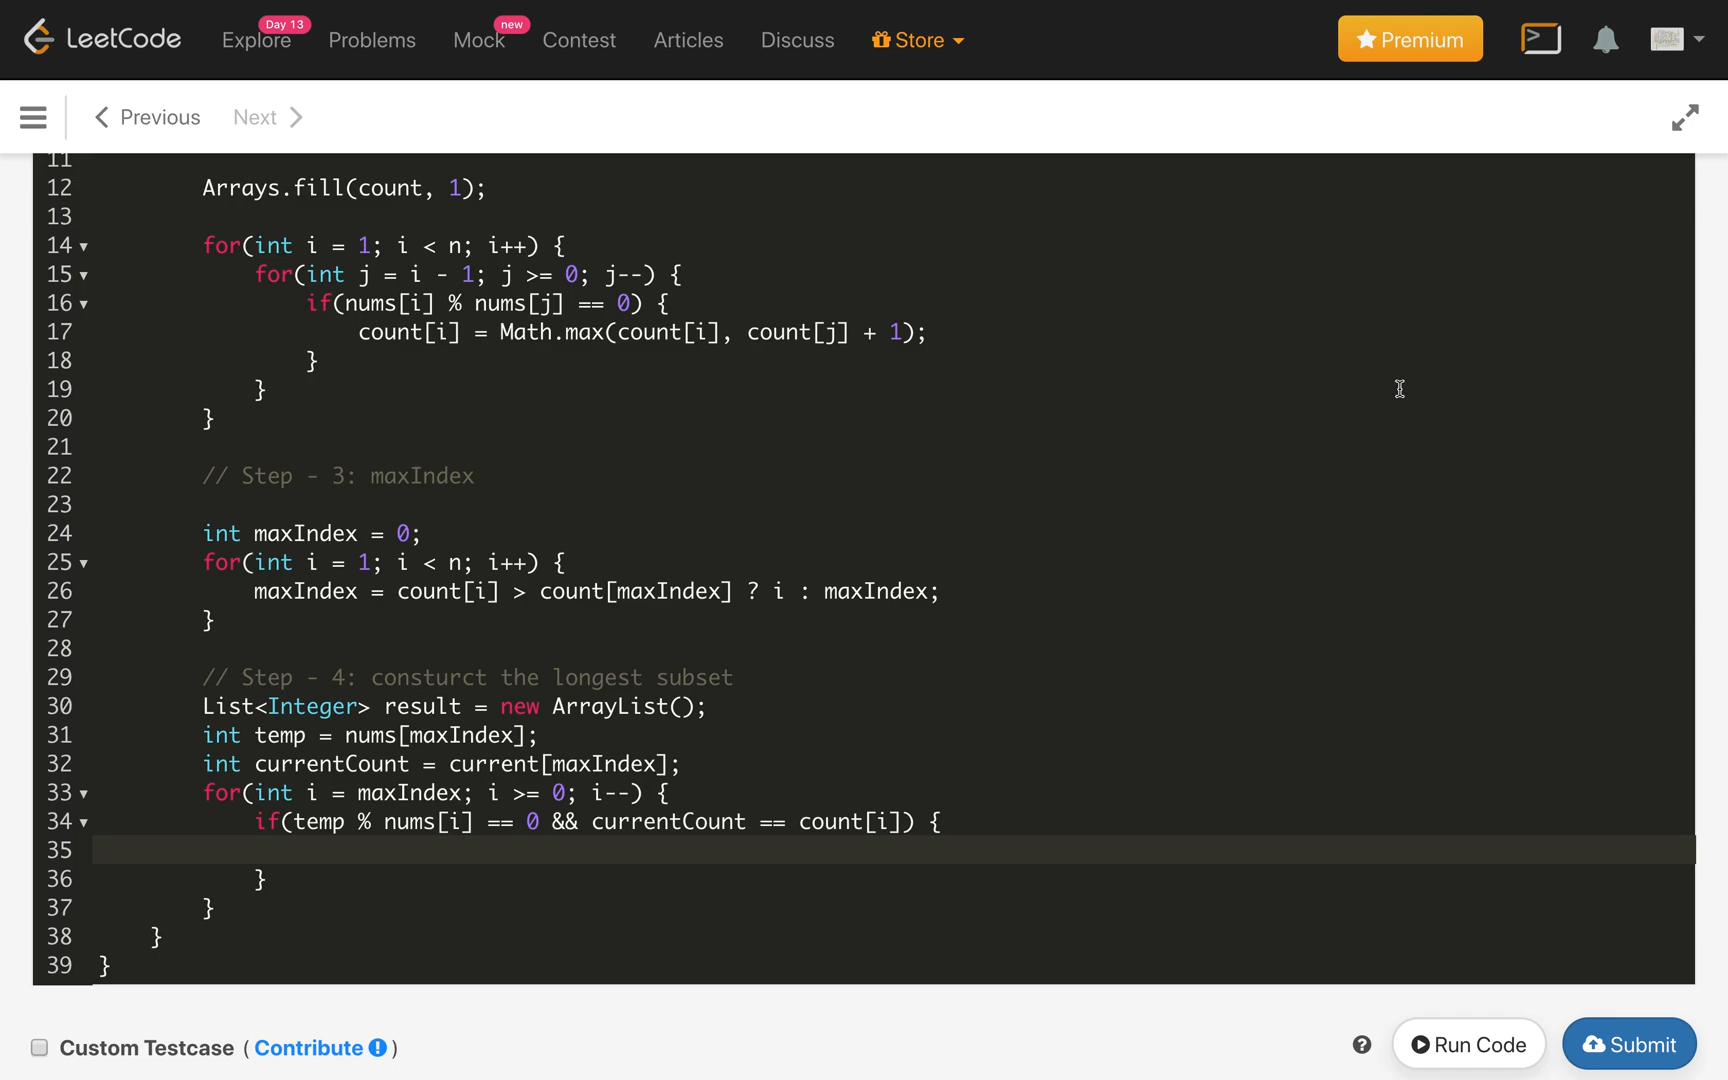 LeetCode
Explore
Day 13
Problems
Mock
new
Contest
Articles
Discuss
Store
Premium
Previous
Next
11
12 Arrays.fill(count, 1);
13
14 for(int i = 1; i < n; i++) {
15 for(int j = i - 1; j >= 0; j--) {
16 if(nums[i] % nums[j] == 0) {
17 count[i] = Math.max(count[i], count[j] + 1);
18 }
19 }
20 }
21
22 // Step - 3: maxIndex
23
24 int maxIndex = 0;
25 for(int i = 1; i < n; i++) {
26 maxIndex = count[i] > count[maxIndex] ? i : maxIndex;
27 }
28
29 // Step - 4: consturct the longest subset
30 List<Integer> result = new ArrayList();
31 int temp = nums[maxIndex];
32 int currentCount = current[maxIndex];
33 for(int i = maxIndex; i >= 0; i--) {
34 if(temp % nums[i] == 0 && currentCount == count[i]) {
35
36 }
37 }
38 }
39 }
Custom Testcase ( Contribute )
Run Code
Submit